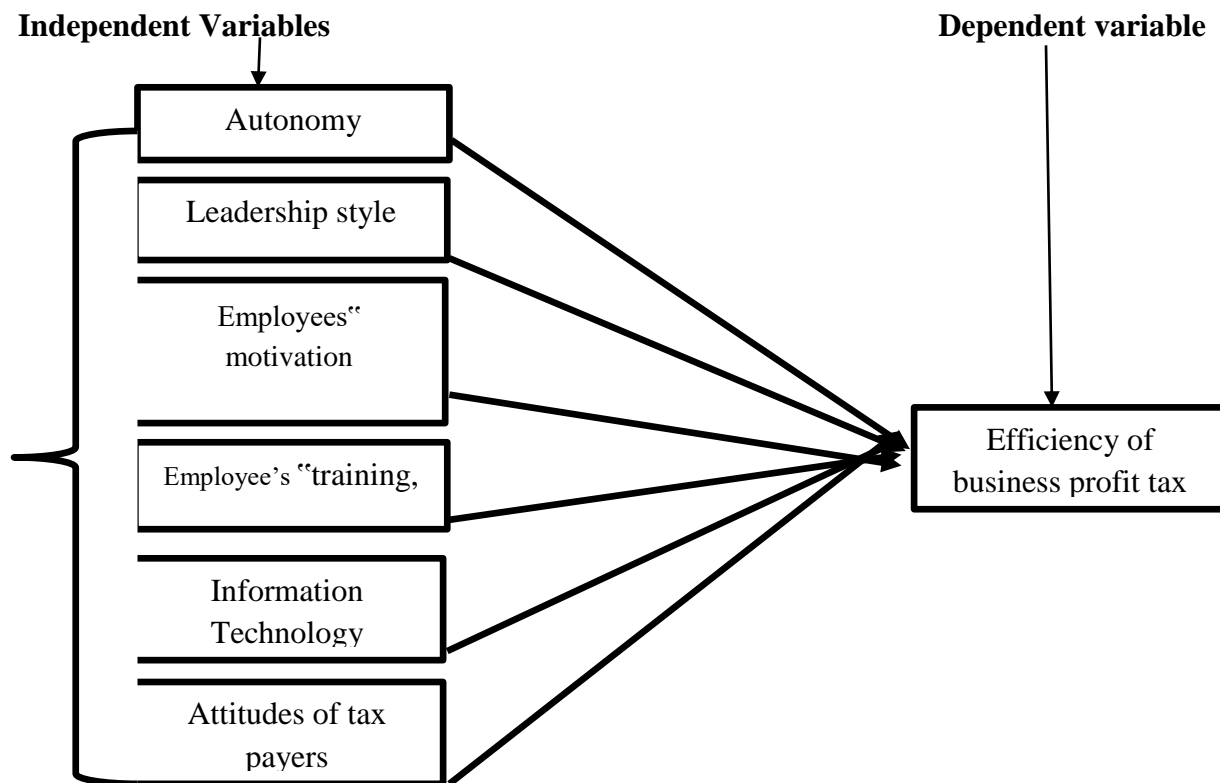 Independent Variables
Dependent variable
Autonomy
Leadership style
Employees‟
motivation
Employee’s ‟training,
Information
Technology
Attitudes of tax
payers
Efficiency of
business profit tax